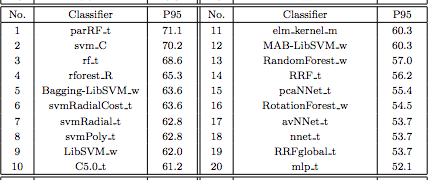 No. Classifier P95 No. Classifier P95
1 parRF_t 71.1 11 elm_kernel_m 60.3
2 svm_C 70.2 12 MAB-LibSVM_w 60.3
3 rf_t 68.6 13 RandomForest_w 57.0
4 rforest_R 65.3 14 RRF_t 56.2
5 Bagging-LibSVM_w 63.6 15 pcaNNet_t 55.4
6 svmRadialCost_t 63.6 16 RotationForest_w 54.5
7 svmRadial_t 62.8 17 avNNet_t 53.7
8 svmPoly_t 62.8 18 nnet_t 53.7
9 LibSVM_w 62.0 19 RRFglobal_t 53.7
10 C5.0_t 61.2 20 mlp_t 52.1